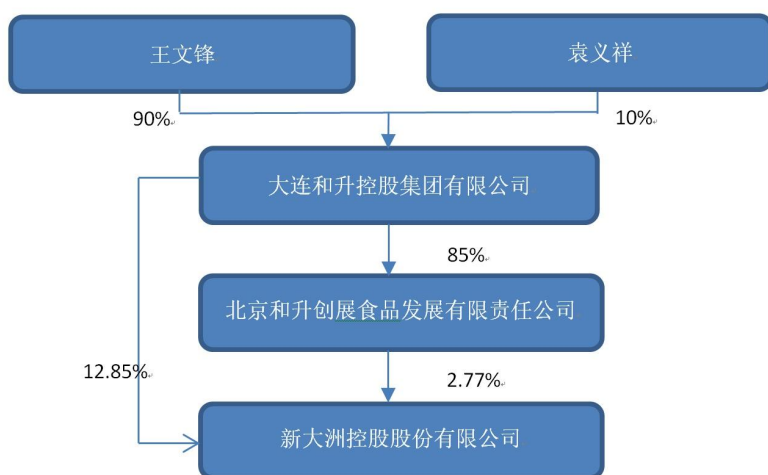 王文锋
袁义祥
90%
10%
大连和升控股集团有限公司
85%
北京和升创展食品发展有限责任公司
12.85%
2.77%
新大洲控股股份有限公司